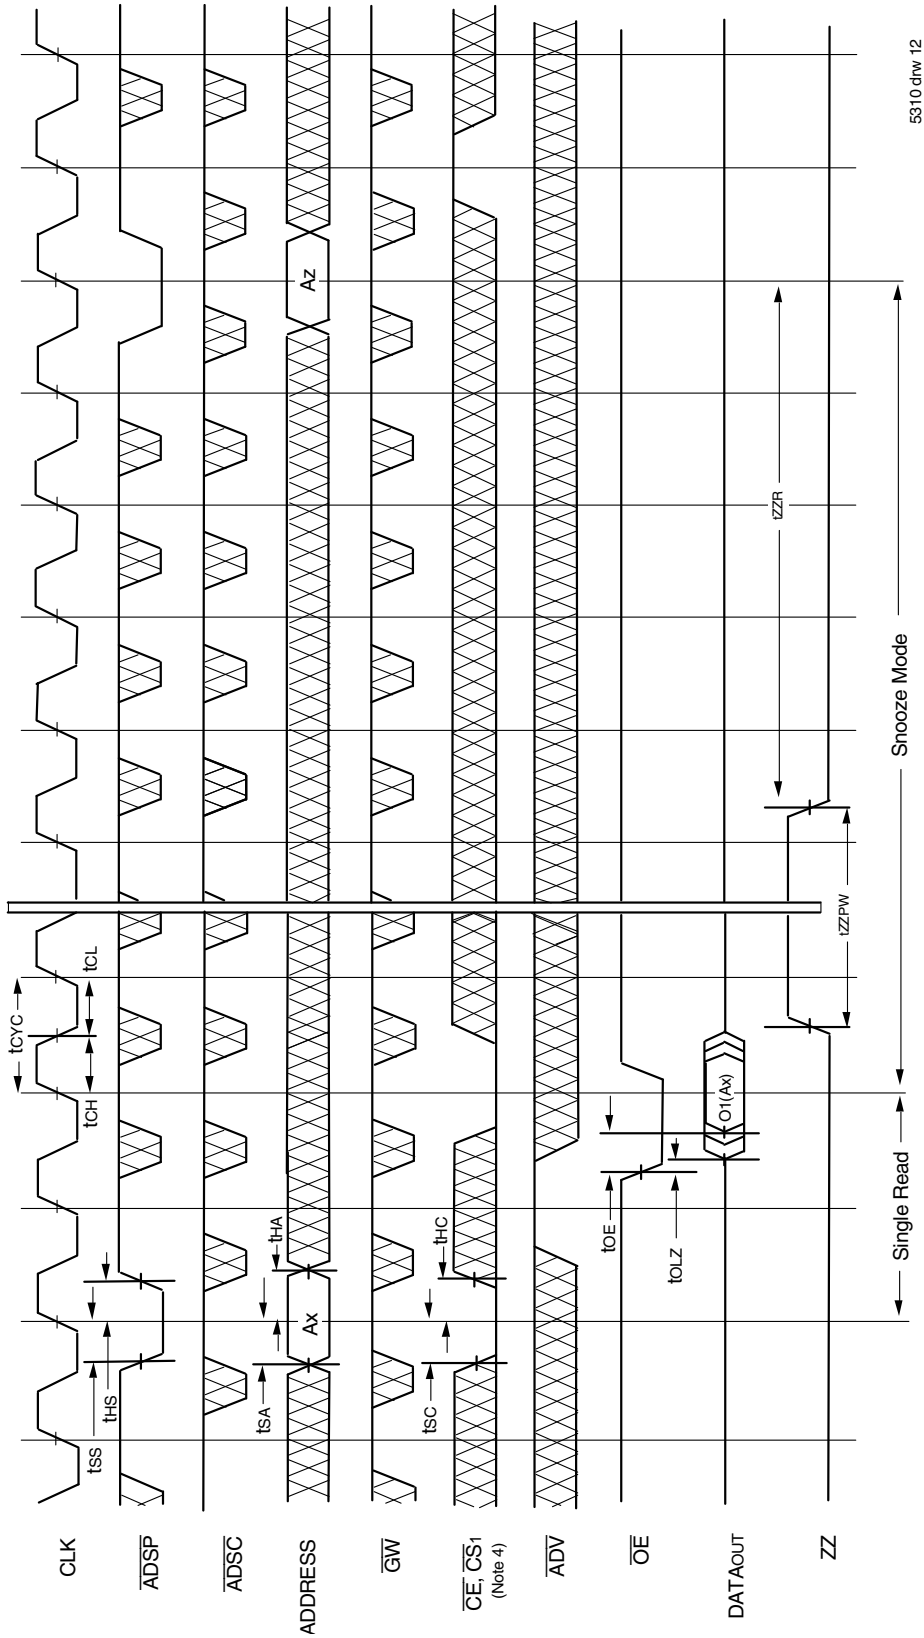 CLK
tCYC
tSS
tHS
tCH
tCL
ADSP
ADSC
ADDRESS
tSA
tHA
Ax
Az
GW
CE, CS1
(Note 4)
tSC
tHC
ADV
OE
tOE
tOLZ
DATAOUT
O1(Ax)
ZZ
tZZPW
tZZR
Single Read
Snooze Mode
5310 drw 12